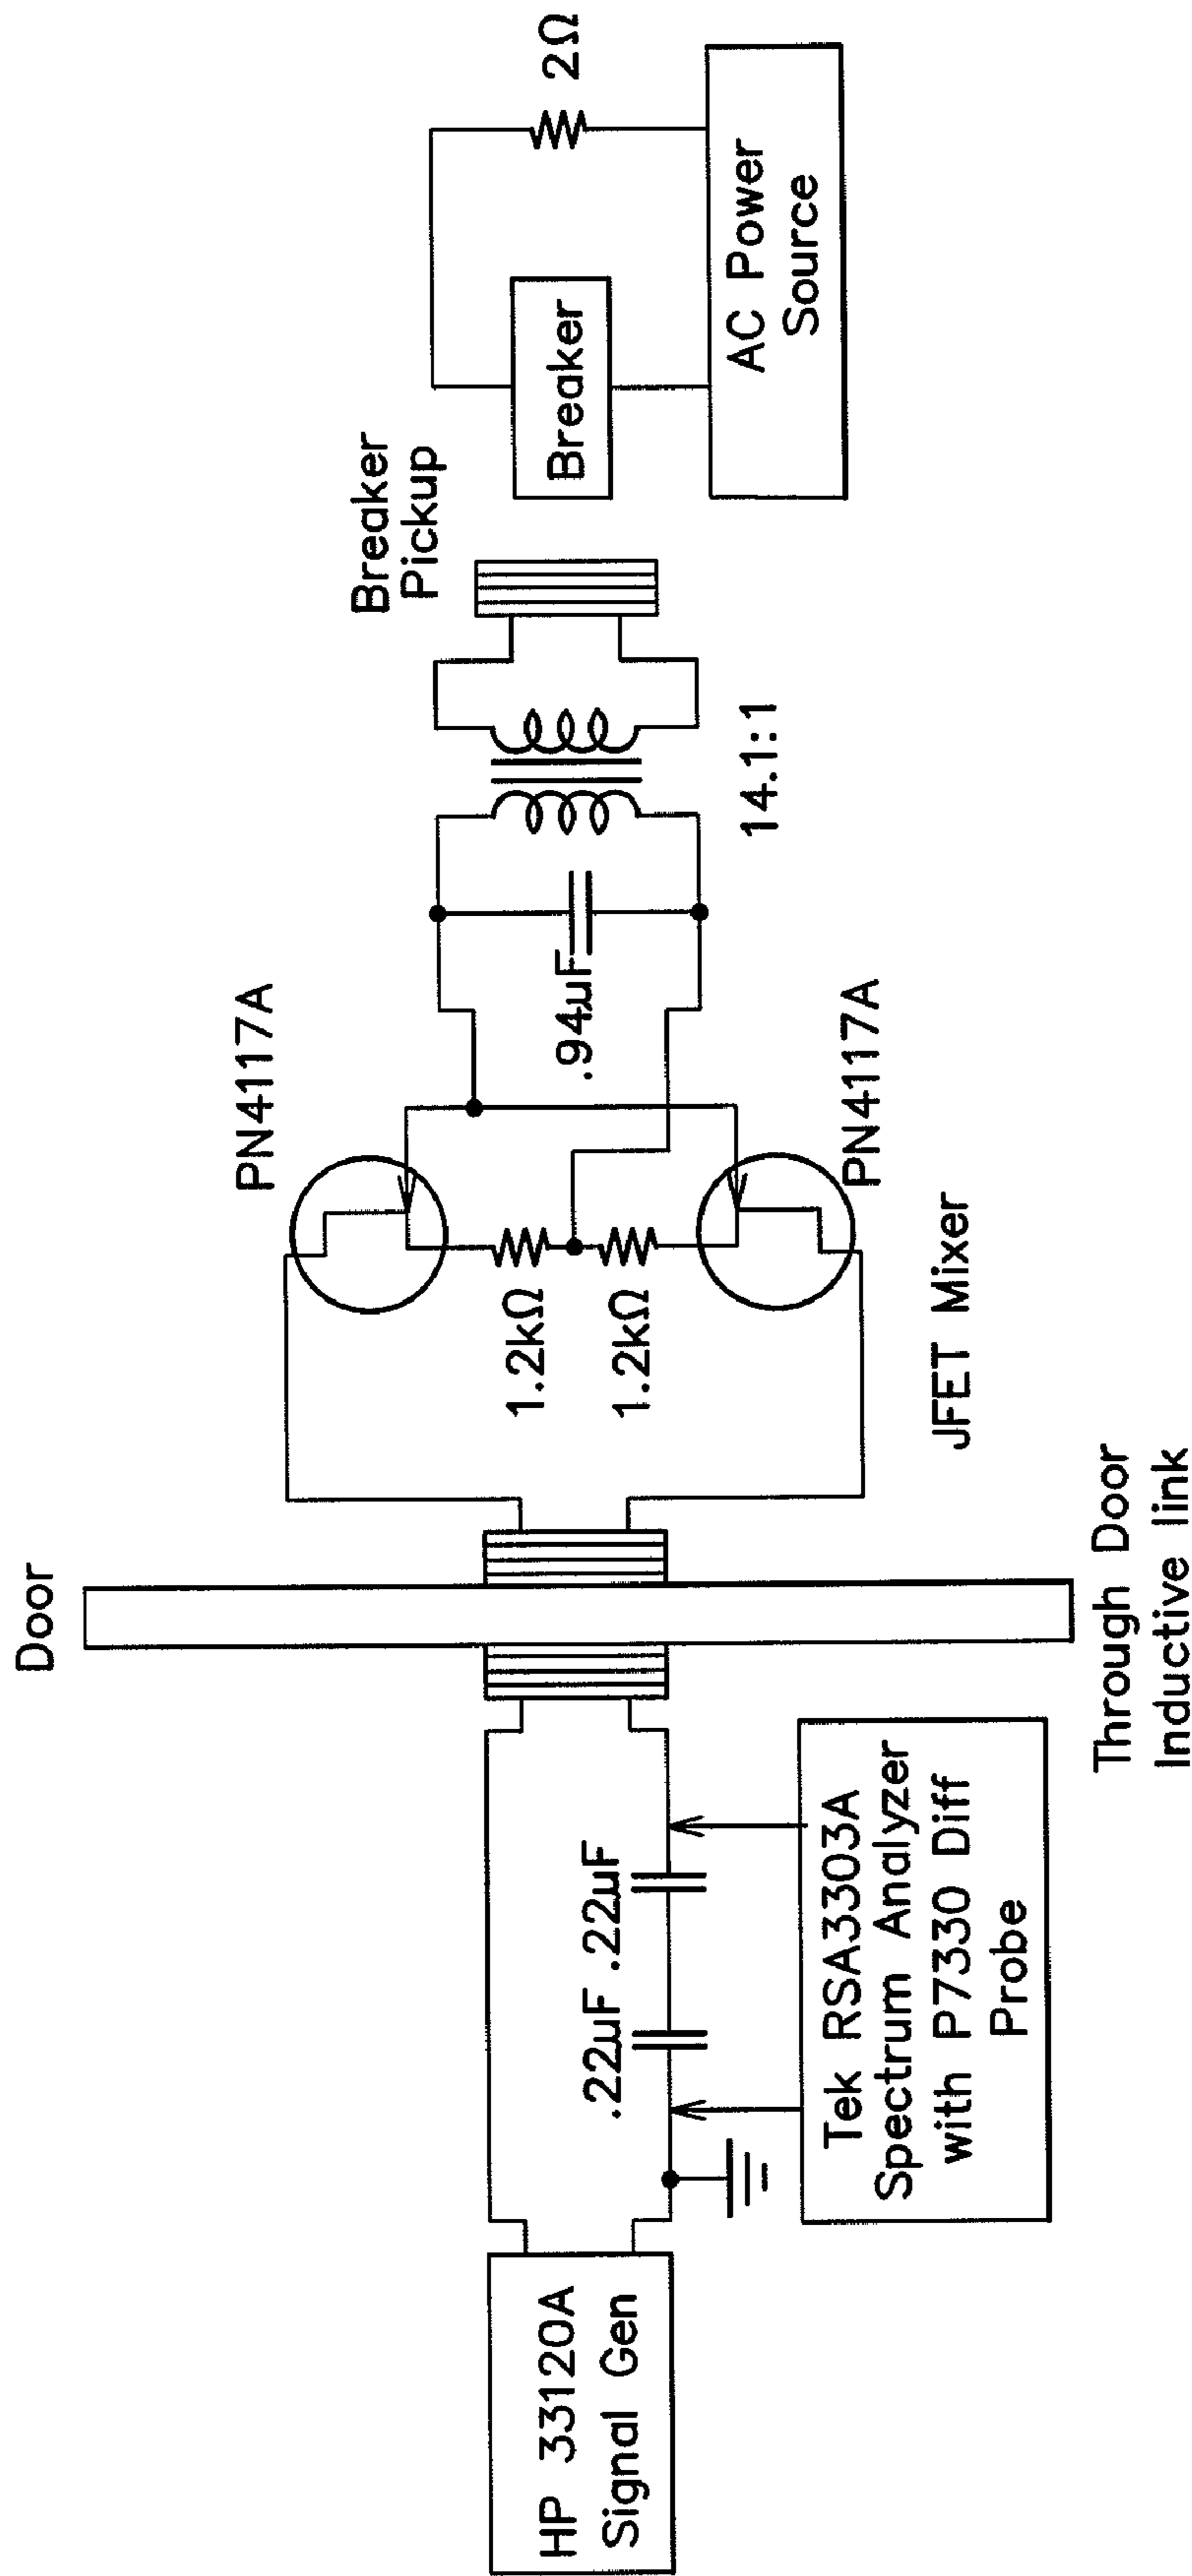 Door
HP 33120A
Signal Gen
.22uF .22uF
Tek RSA3303A
Spectrum Analyzer
with P7330 Diff
Probe
Through Door
Inductive link
PN4117A
1.2kΩ
1.2kΩ
PN4117A
JFET Mixer
.94uF
14.1:1
Breaker
Pickup
Breaker
2Ω
AC Power
Source